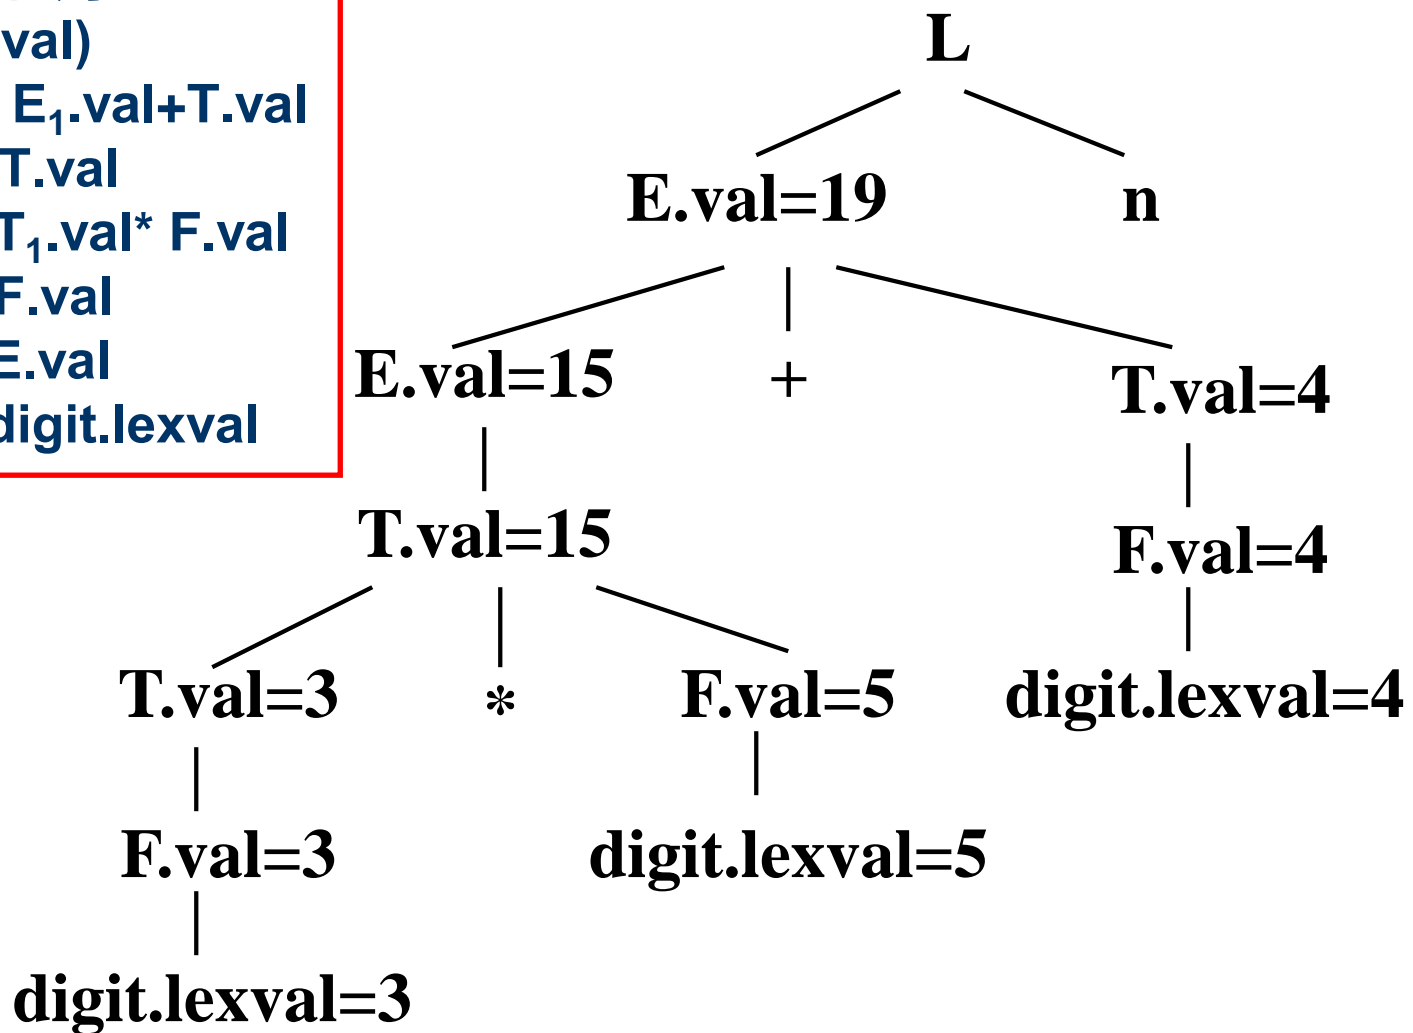 val)
E₁.val+T.val
T.val
T₁.val* F.val
F.val
E.val
digit.lexval
L
E.val=19 n
E.val=15 + T.val=4
T.val=15 F.val=4
T.val=3 * F.val=5 digit.lexval=4
F.val=3 digit.lexval=5
digit.lexval=3